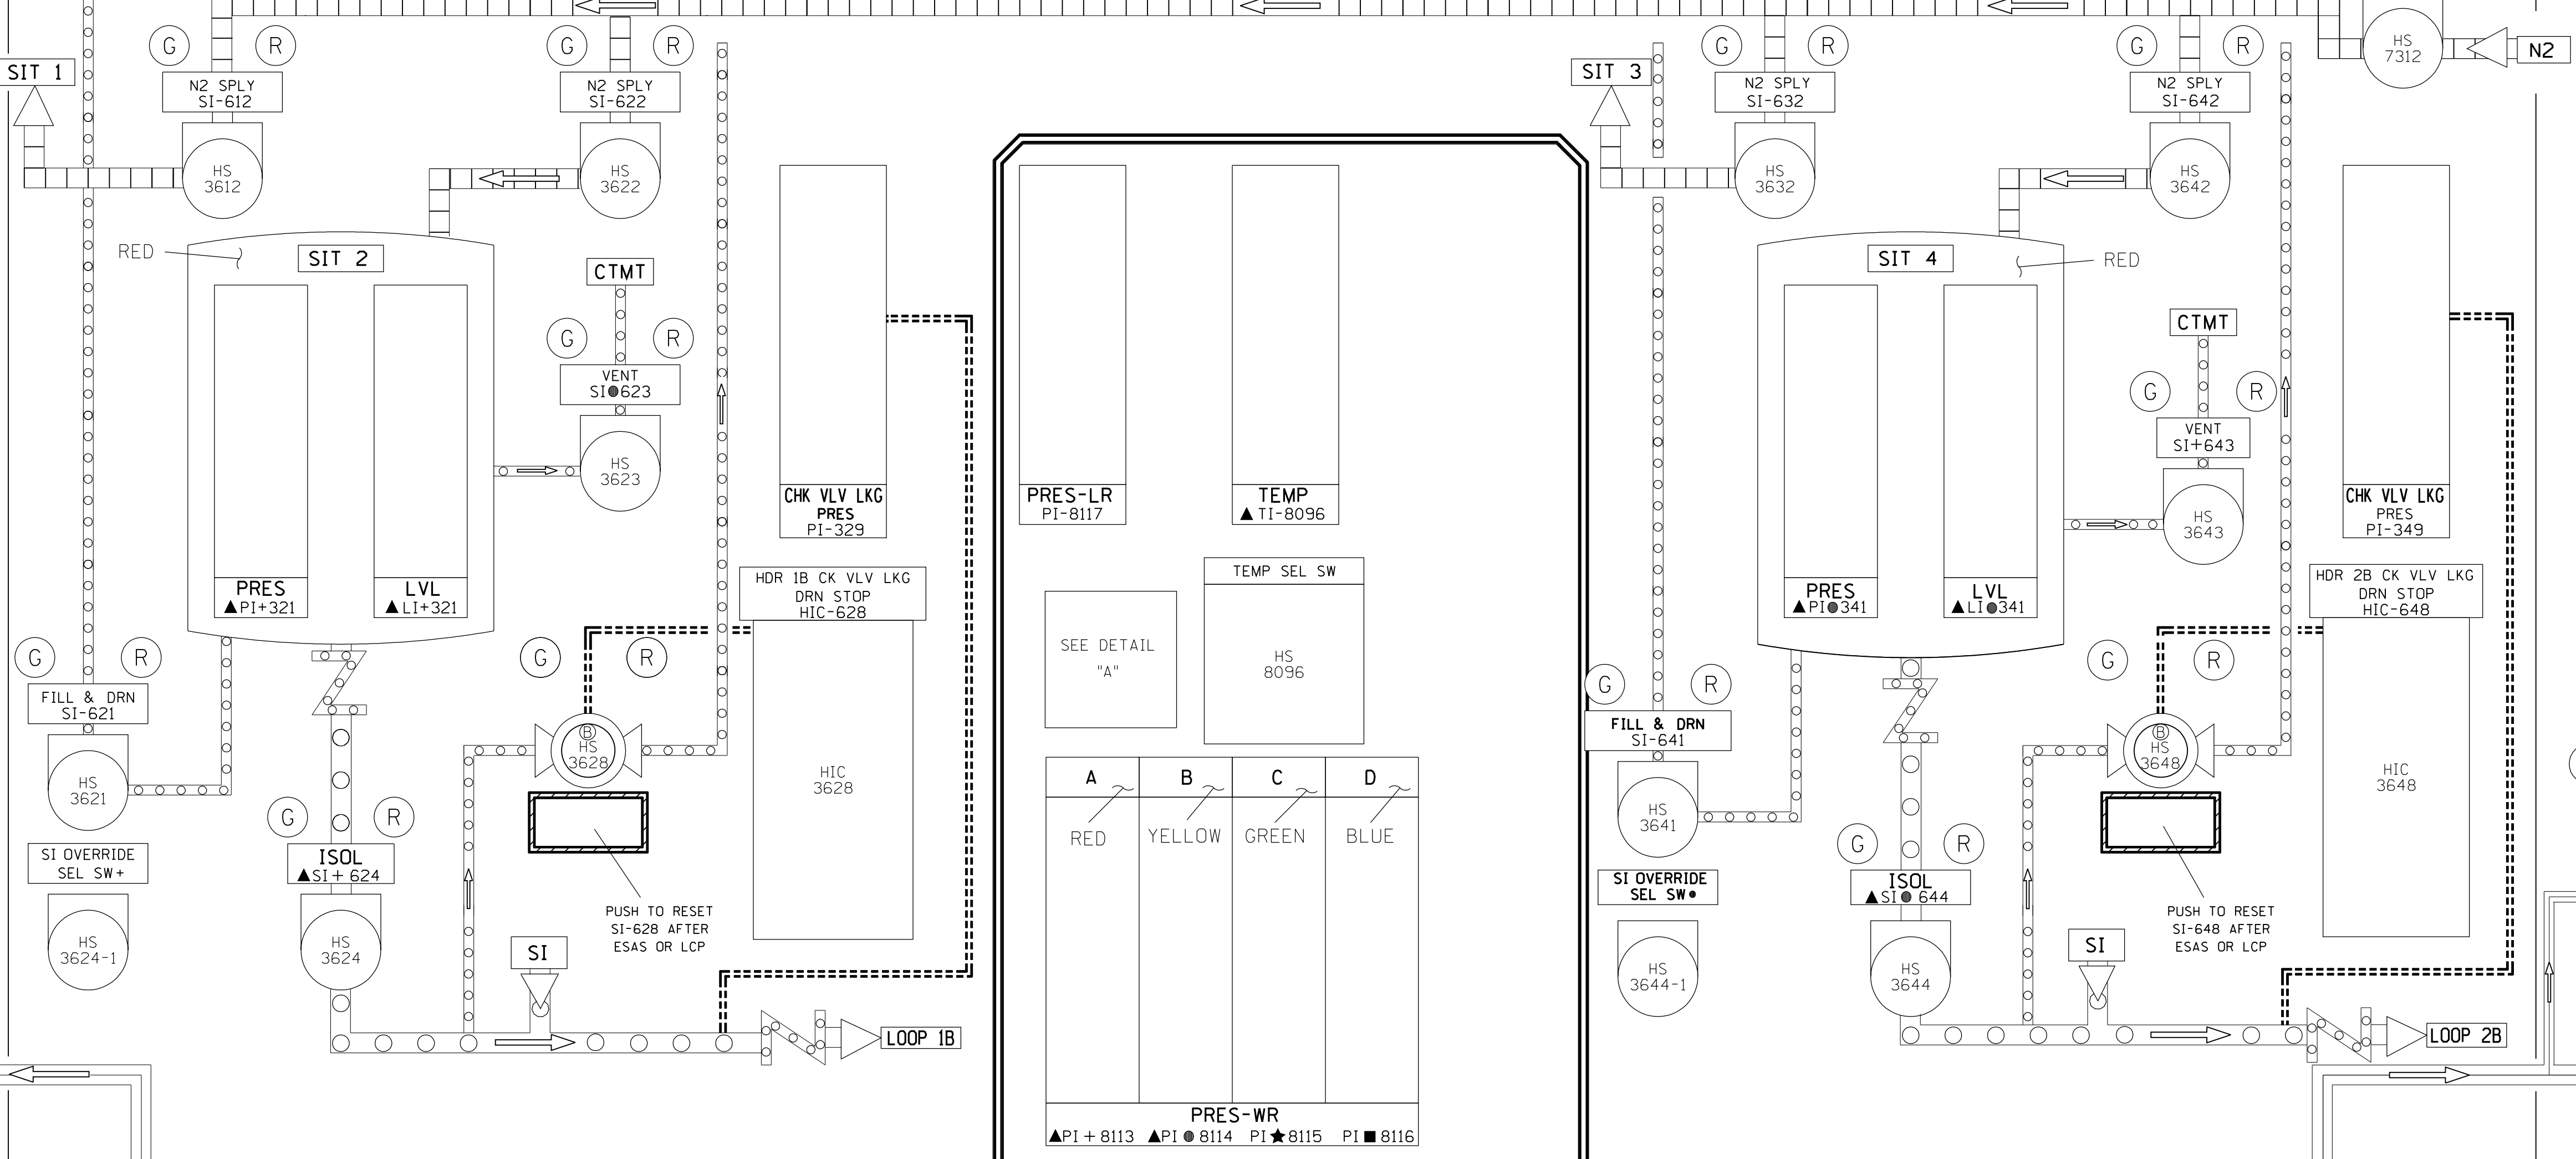 G
R
G
R
G
R
G
R
HS
7312
N2
SIT 1
N2 SPLY
SI-612
N2 SPLY
SI-622
SIT 3
N2 SPLY
SI-632
N2 SPLY
SI-642
HS
3612
HS
3622
HS
3632
HS
3642
RED
SIT 2
CTMT
G
R
VENT
SI●623
HS
3623
PRES
▲PI+321
LVL
▲LI+321
CHK VLV LKG
PRES
PI-329
PRES-LR
PI-8117
TEMP
▲TI-8096
SIT 4
RED
CTMT
G
R
VENT
SI+643
HS
3643
PRES
▲PI●341
LVL
▲LI●341
CHK VLV LKG
PRES
PI-349
G
R
FILL & DRN
SI-621
HS
3621
SI OVERRIDE
SEL SW+
HS
3624-1
G
R
ISOL
▲SI+624
HS
3624
G
R
B
HS
3628
PUSH TO RESET
SI-628 AFTER
ESAS OR LCP
HDR 1B CK VLV LKG
DRN STOP
HIC-628
HIC
3628
SI
LOOP 1B
SEE DETAIL
"A"
TEMP SEL SW
HS
8096
A
B
C
D
RED
YELLOW
GREEN
BLUE
PRES-WR
▲PI+8113 ▲PI●8114 PI★8115 PI■8116
G
R
FILL & DRN
SI-641
HS
3641
SI OVERRIDE
SEL SW●
HS
3644-1
G
R
ISOL
▲SI●644
HS
3644
G
R
B
HS
3648
PUSH TO RESET
SI-648 AFTER
ESAS OR LCP
HDR 2B CK VLV LKG
DRN STOP
HIC-648
HIC
3648
SI
LOOP 2B